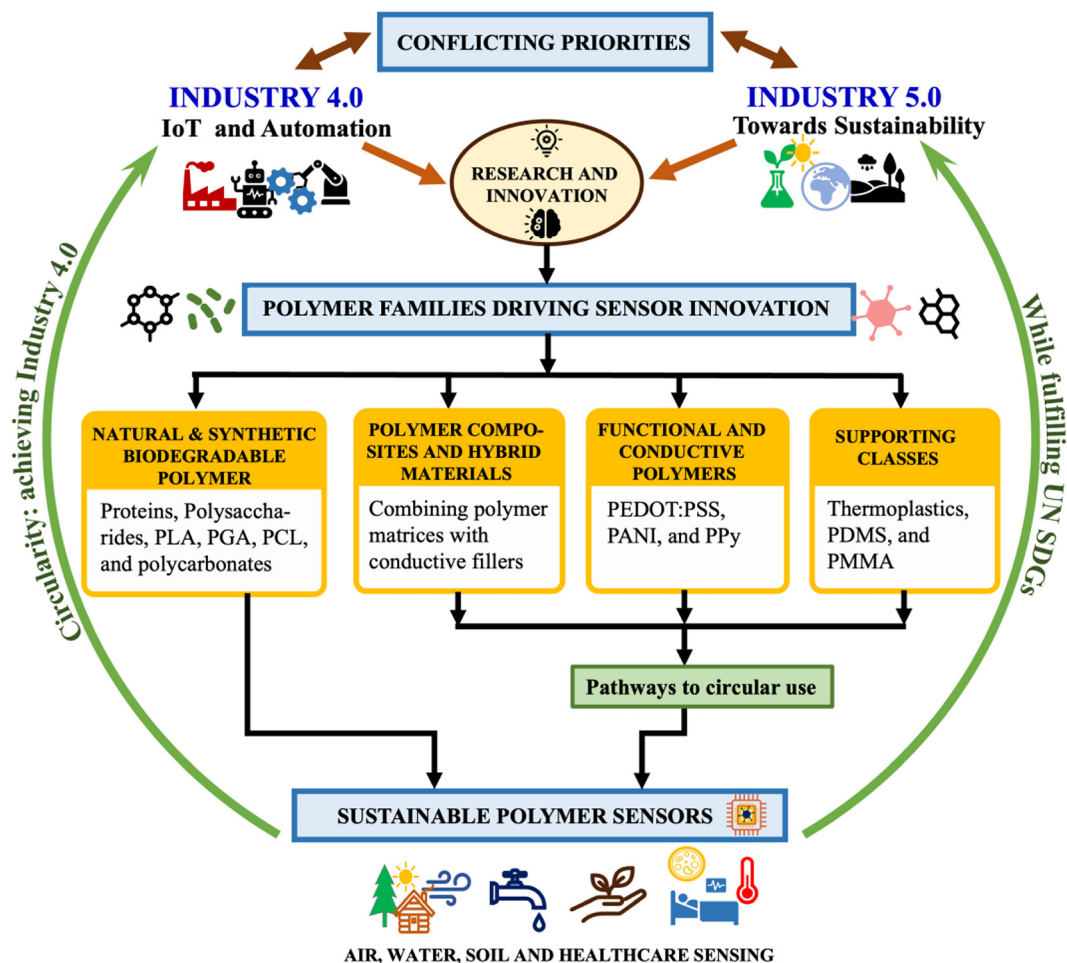 CONFLICTING PRIORITIES
INDUSTRY 4.0
IoT and Automation
INDUSTRY 5.0
Towards Sustainability
RESEARCH AND
INNOVATION
POLYMER FAMILIES DRIVING SENSOR INNOVATION
NATURAL & SYNTHETIC
BIODEGRADABLE
POLYMER
Proteins, Polysaccha-
rides, PLA, PGA, PCL,
and polycarbonates
POLYMER COMPO-
SITES AND HYBRID
MATERIALS
Combining polymer
matrices with
conductive fillers
FUNCTIONAL AND
CONDUCTIVE
POLYMERS
PEDOT:PSS,
PANI, and PPy
SUPPORTING
CLASSES
Thermoplastics,
PDMS, and
PMMA
Pathways to circular use
SUSTAINABLE POLYMER SENSORS
AIR, WATER, SOIL AND HEALTHCARE SENSING
Circularity: achieving Industry 4.0
While fulfilling UN SDGs